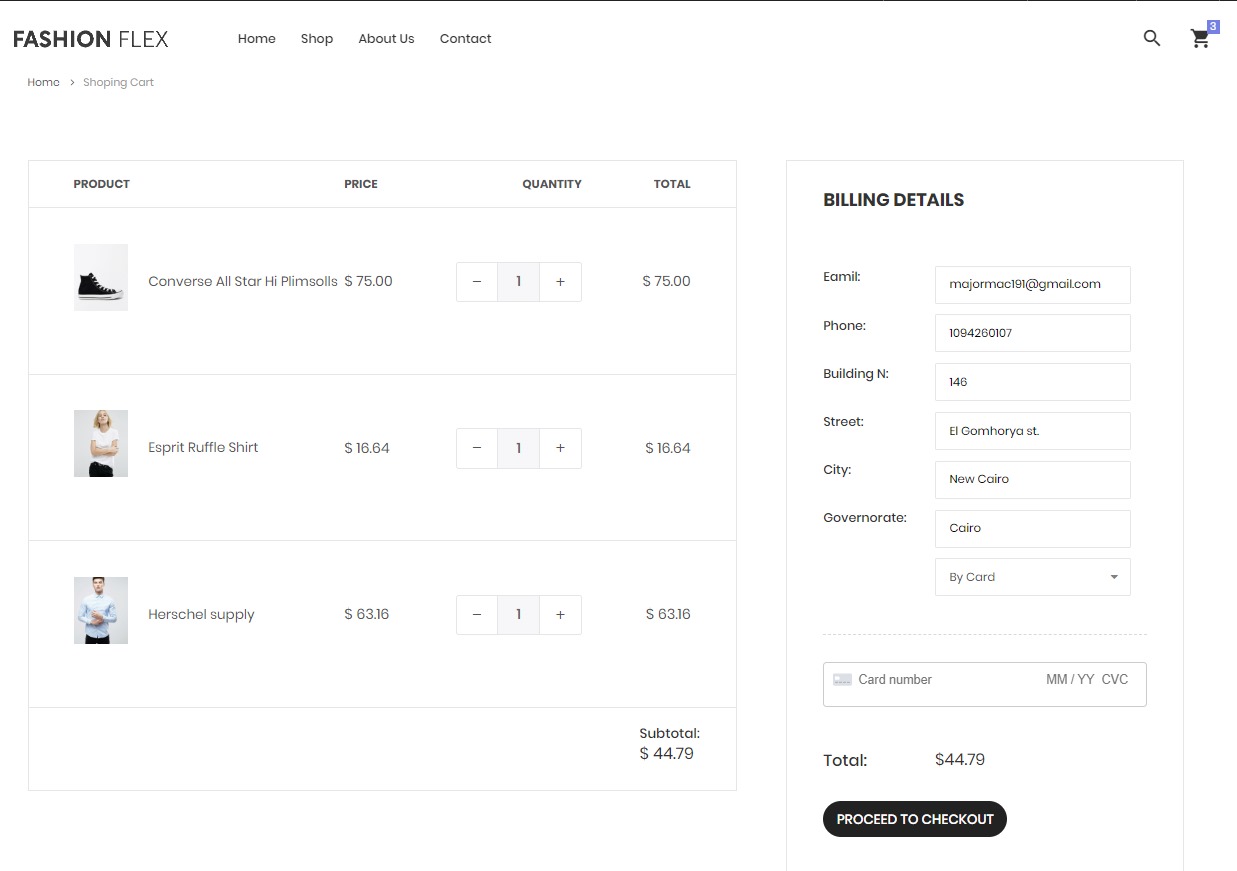 FASHION FLEX Home Shop About Us Contact 3
Home > Shoping Cart
PRODUCT PRICE QUANTITY TOTAL
Converse All Star Hi Plimsolls $ 75.00 − 1 + $ 75.00
Esprit Ruffle Shirt $ 16.64 − 1 + $ 16.64
Herschel supply $ 63.16 − 1 + $ 63.16
Subtotal:
$ 44.79
BILLING DETAILS
Eamil: majormac191@gmail.com
Phone: 1094260107
Building N: 146
Street: El Gomhorya st.
City: New Cairo
Governorate: Cairo
By Card
Card number MM / YY CVC
Total: $44.79
PROCEED TO CHECKOUT